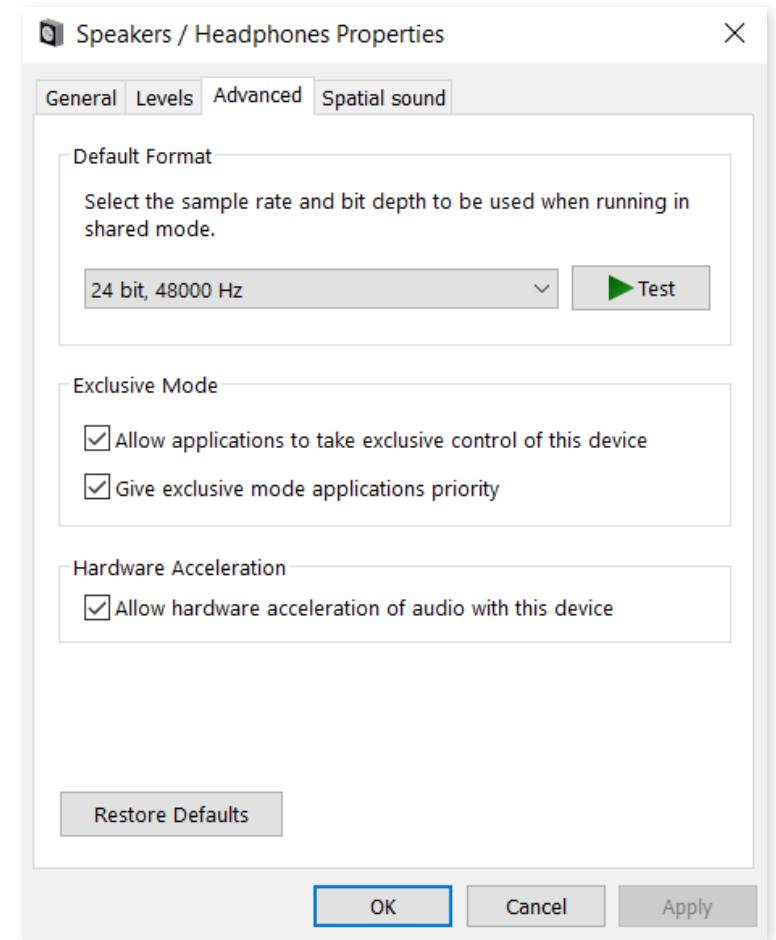 Speakers / Headphones Properties
General Levels Advanced Spatial sound
Default Format
Select the sample rate and bit depth to be used when running in
shared mode.
24 bit, 48000 Hz Test
Exclusive Mode
Allow applications to take exclusive control of this device
Give exclusive mode applications priority
Hardware Acceleration
Allow hardware acceleration of audio with this device
Restore Defaults
OK Cancel Apply